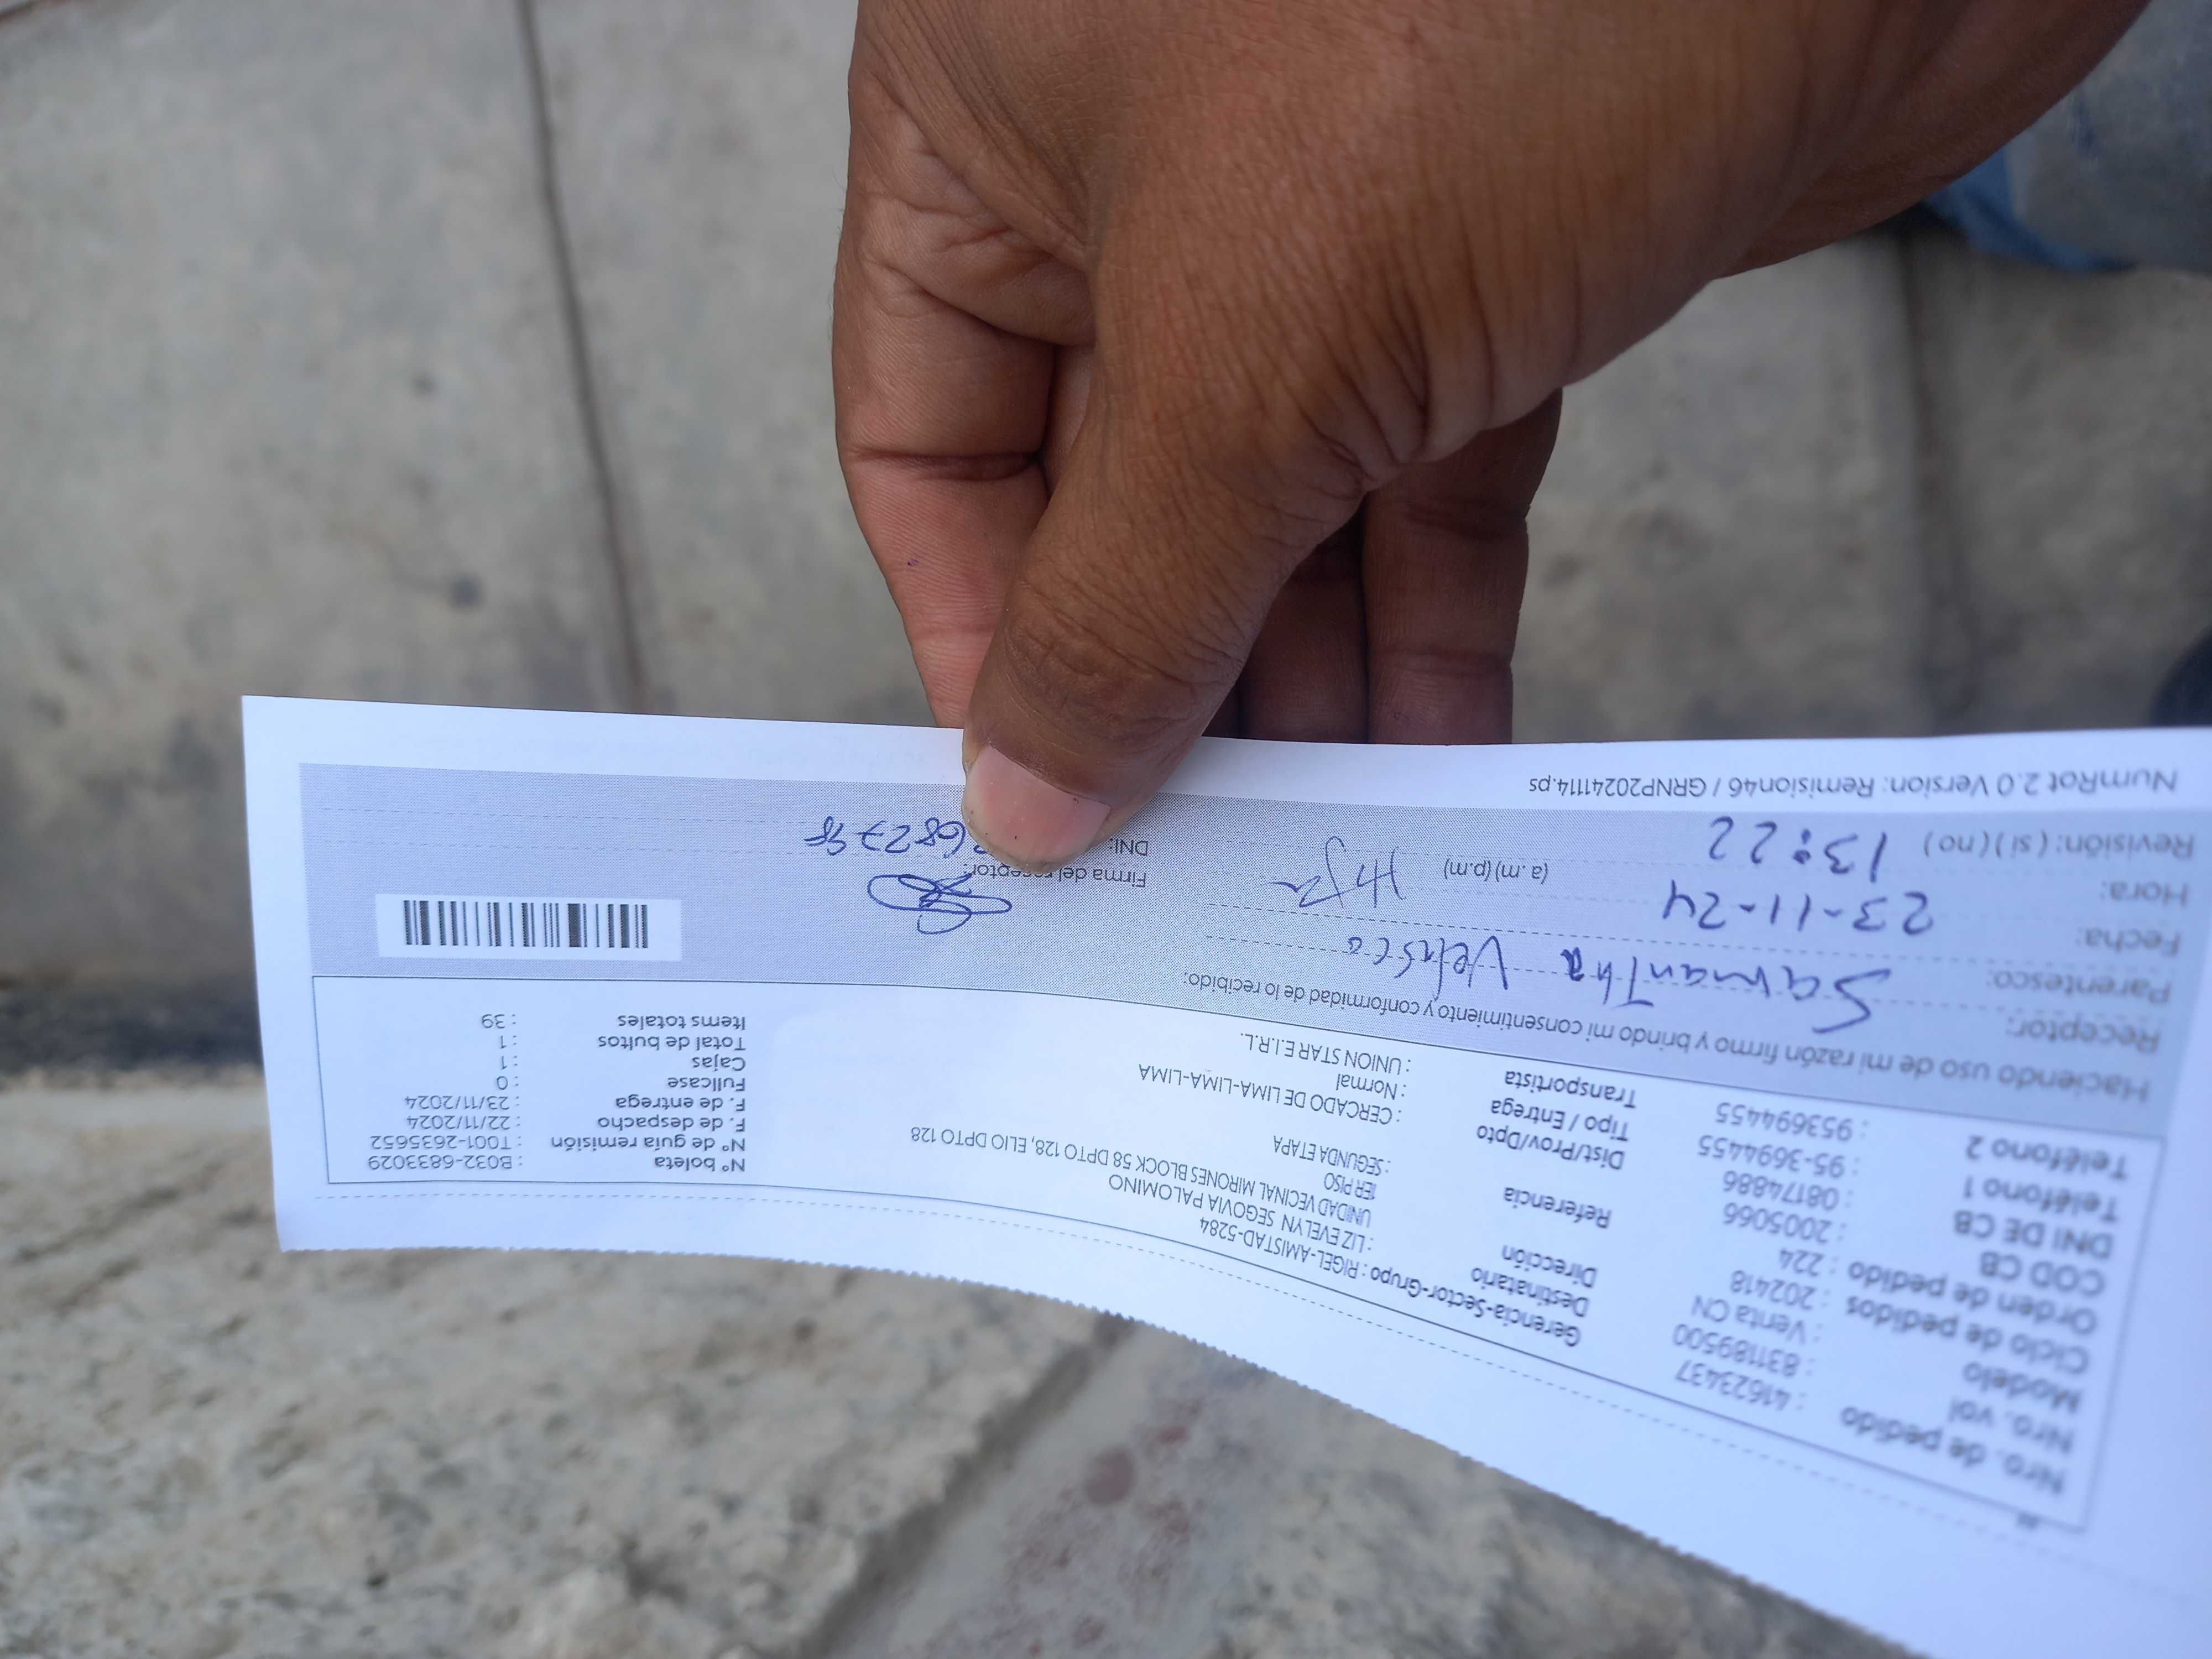 Nro. de pedido : 41623437
Nro. vol : 831189500
Modelo : Venta CN
Ciclo de pedidos : 202418
Orden de pedido : 224
COD CB : 2005066
DNI DE CB : 08174886
Teléfono 1 : 95-3694455
Teléfono 2 : 953694455
Gerencia-Sector-Grupo : RIGEL-AMISTAD-5284
Destinatario : LIZ EVELYN SEGOVIA PALOMINO
Dirección UNIDAD VECINAL MIRONES BLOCK 58 DPTO 128, ELIO DPTO 128
1ER PISO
Referencia : SEGUNDA ETAPA
Dist/Prov/Dpto : CERCADO DE LIMA-LIMA-LIMA
Tipo / Entrega : Normal
Transportista : UNION STAR E.I.R.L.
N° boleta : B032-6833029
N° de guía remisión : T001-2635652
F. de despacho : 22/11/2024
F. de entrega : 23/11/2024
Fullcase : 0
Cajas : 1
Total de bultos : 1
Items totales : 39
Haciendo uso de mi razón firmo y brindo mi consentimiento y conformidad de lo recibido:
Receptor: Samantha Velasco
Parentesco: Hija
Fecha: 23-11-24
Hora: 13:22 (a.m) (p.m)
Revisión: ( si ) ( no )
Firma del receptor:
DNI:
NumRot 2.0 Version: Remision46 / GRNP20241114.ps